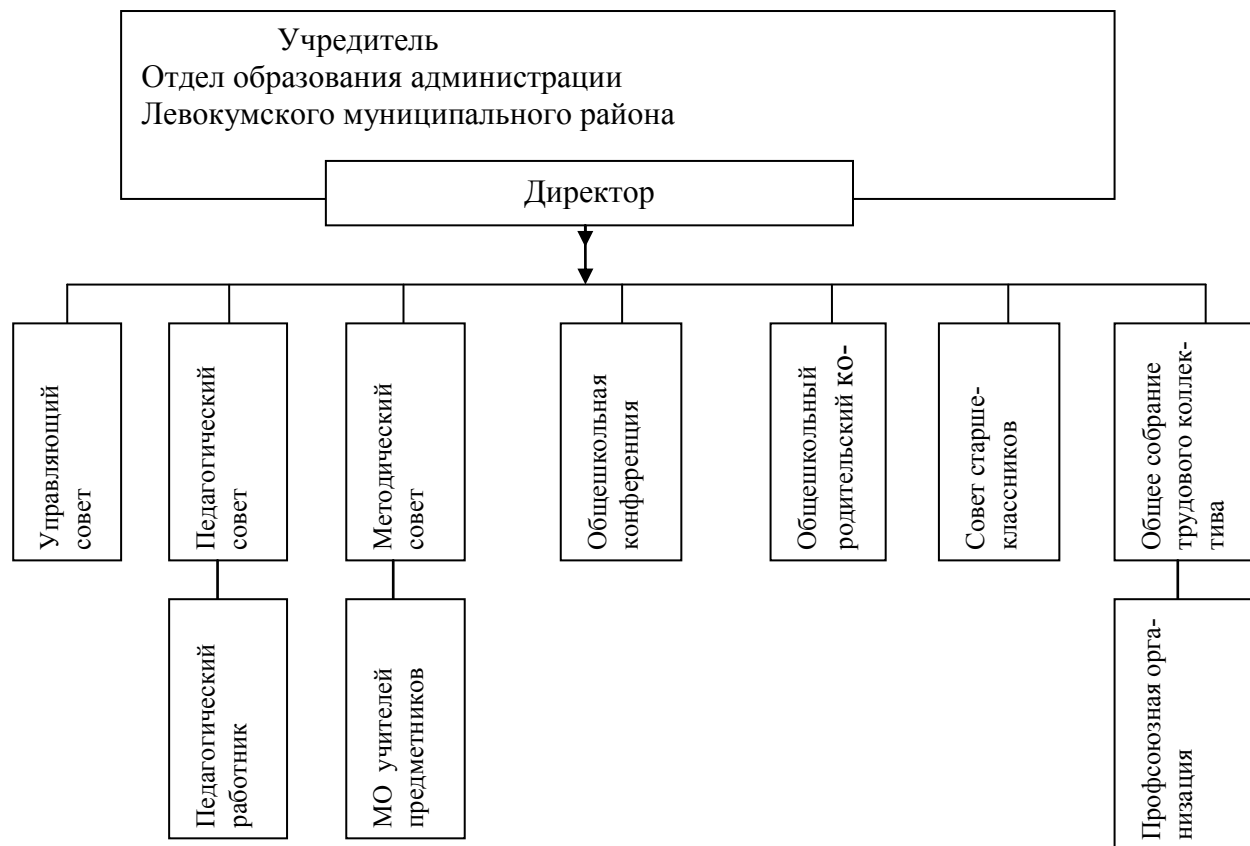 Учредитель
Отдел образования администрации
Левокумского муниципального района
Директор
Управляющий
совет
Педагогический
совет
Методический
совет
Общешкольная
конференция
Общешкольный
родительский ко-
Совет старше-
классников
Общее собрание
трудового коллек-
тива
Педагогический
работник
МО учителей
предметников
Профсоюзная орга-
низация